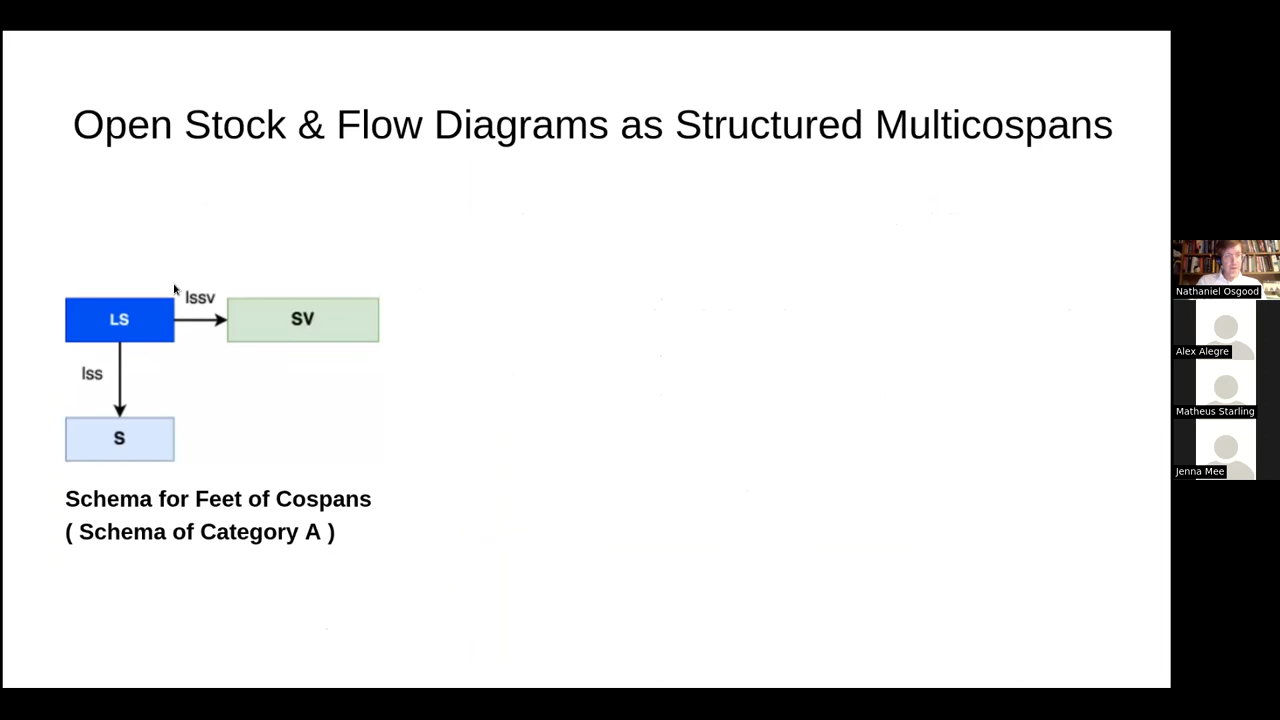 Open Stock & Flow Diagrams as Structured Multicospans
lssv
LS
SV
lss
S
Schema for Feet of Cospans
( Schema of Category A )
Nathaniel Osgood
Alex Alegre
Matheus Starling
Jenna Mee